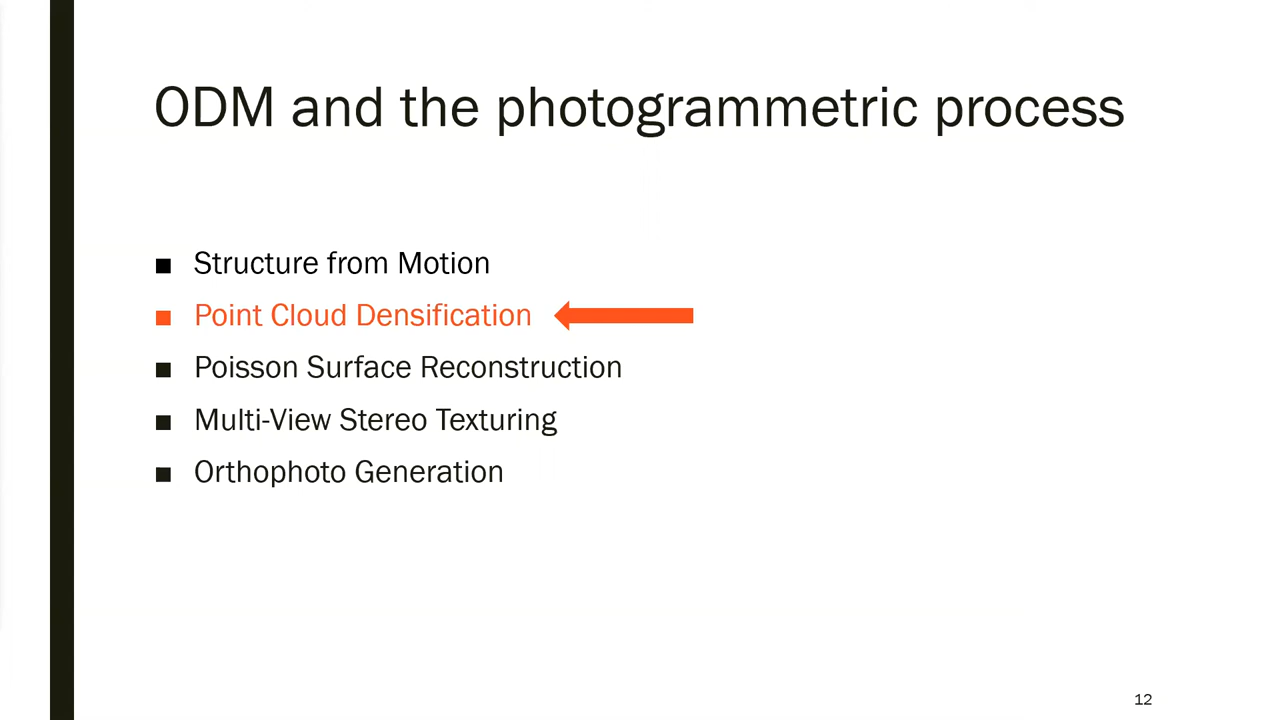 ODM and the photogrammetric process
■ Structure from Motion
■ Point Cloud Densification
■ Poisson Surface Reconstruction
■ Multi-View Stereo Texturing
■ Orthophoto Generation
12